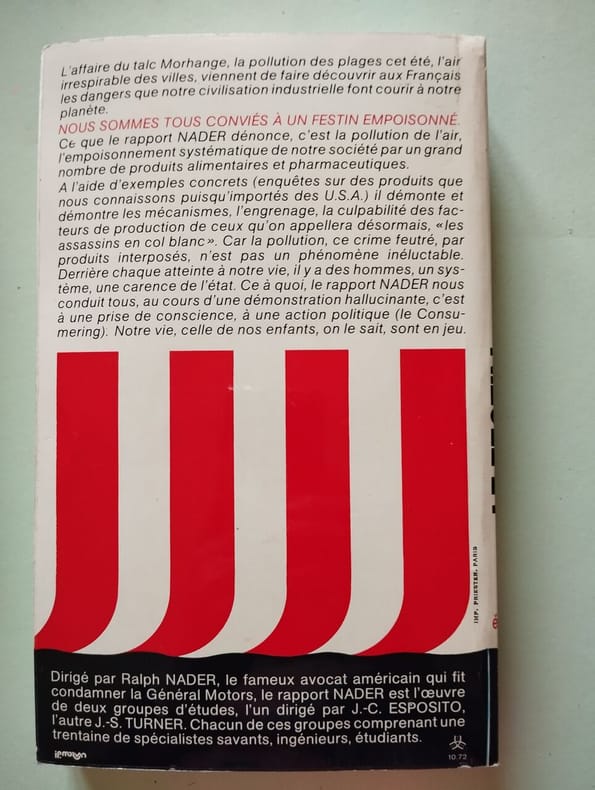 L'affaire du talc Morhange, la pollution des plages cet été, l'air
irrespirable des villes, viennent de faire découvrir aux Français
les dangers que notre civilisation industrielle font courir à notre
planète.
NOUS SOMMES TOUS CONVIÉS À UN FESTIN EMPOISONNÉ.
Ce que le rapport NADER dénonce, c'est la pollution de l'air,
l'empoisonnement systématique de notre société par un grand
nombre de produits alimentaires et pharmaceutiques.
A l'aide d'exemples concrets (enquêtes sur des produits que
nous connaissons puisqu'importés des U.S.A.) il démonte et
démontre les mécanismes, l'engrenage, la culpabilité des fac-
teurs de production de ceux qu'on appellera désormais, «les
assassins en col blanc». Car la pollution, ce crime feutré, par
produits interposés, n'est pas un phénomène inéluctable.
Derrière chaque atteinte à notre vie, il y a des hommes, un sys-
tème, une carence de l'état. Ce à quoi, le rapport NADER nous
conduit tous, au cours d'une démonstration hallucinante, c'est
à une prise de conscience, à une action politique (le Consu-
mering). Notre vie, celle de nos enfants, on le sait, sont en jeu.
IMP. PRIESTER, PARIS
Dirigé par Ralph NADER, le fameux avocat américain qui fit
condamner la Général Motors, le rapport NADER est l'œuvre
de deux groupes d'études, l'un dirigé par J.-C. ESPOSITO,
l'autre J.-S. TURNER. Chacun de ces groupes comprenant une
trentaine de spécialistes savants, ingénieurs, étudiants.
10.72